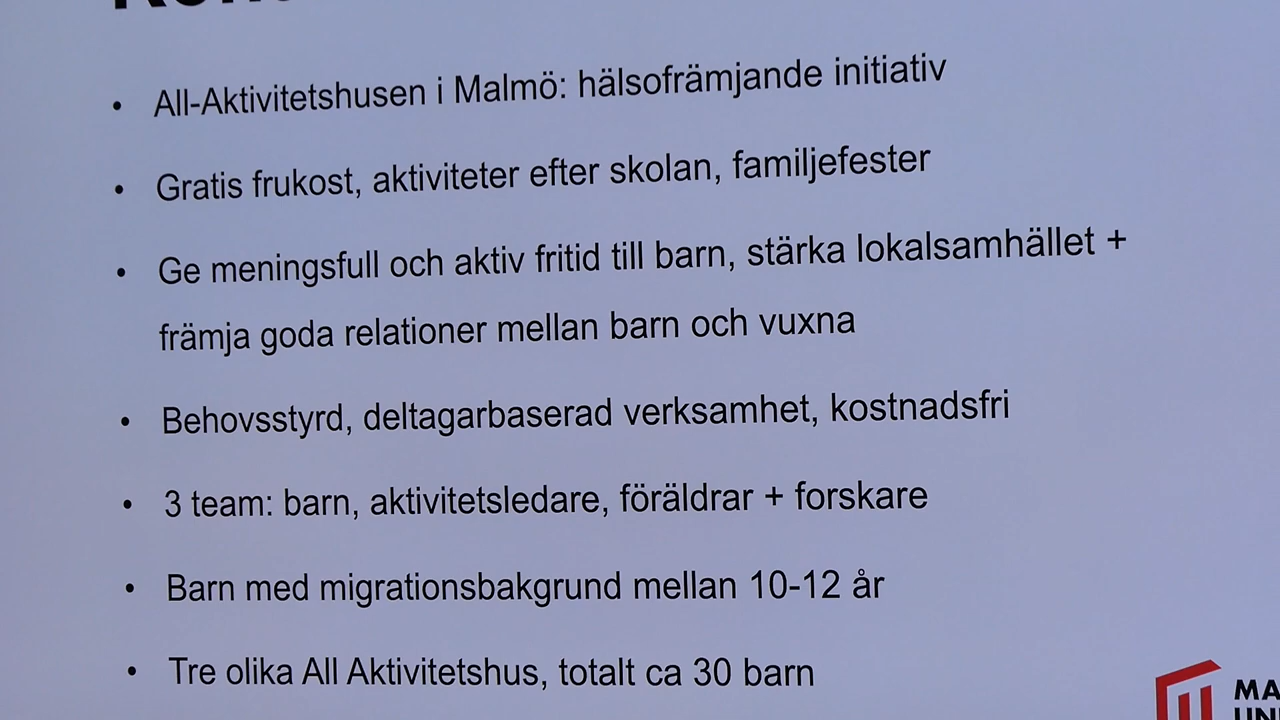 • All-Aktivitetshusen i Malmö: hälsofrämjande initiativ
• Gratis frukost, aktiviteter efter skolan, familjefester
• Ge meningsfull och aktiv fritid till barn, stärka lokalsamhället +
främja goda relationer mellan barn och vuxna
• Behovsstyrd, deltagarbaserad verksamhet, kostnadsfri
• 3 team: barn, aktivitetsledare, föräldrar + forskare
• Barn med migrationsbakgrund mellan 10-12 år
• Tre olika All Aktivitetshus, totalt ca 30 barn